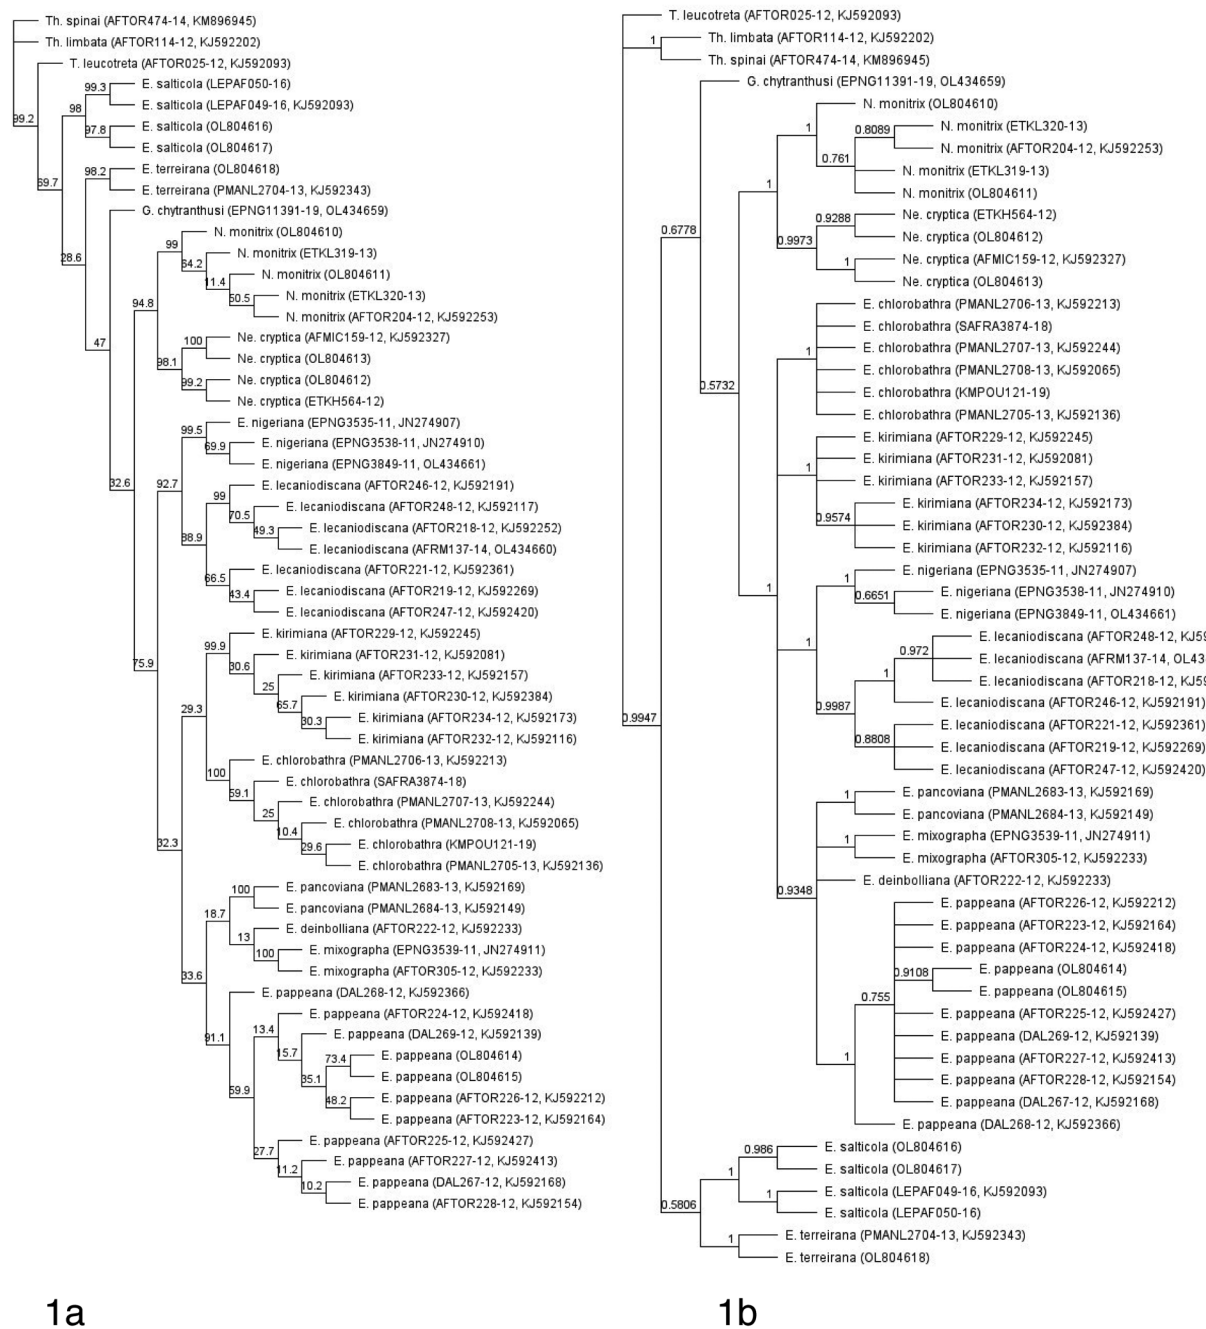 Th. spinai (AFTOR474-14, KM896945)
Th. limbata (AFTOR114-12, KJ592202)
T. leucotreta (AFTOR025-12, KJ592093)
99.3
E. salticola (LEPAF050-16)
98
E. salticola (LEPAF049-16, KJ592093)
99.2
97.8
E. salticola (OL804616)
E. salticola (OL804617)
98.2
E. terreirana (OL804618)
69.7
E. terreirana (PMANL2704-13, KJ592343)
G. chytranthusi (EPNG11391-19, OL434659)
28.6
99
N. monitrix (OL804610)
64.2
N. monitrix (ETKL319-13)
11.4
N. monitrix (OL804611)
94.8
50.5
N. monitrix (ETKL320-13)
N. monitrix (AFTOR204-12, KJ592253)
47
100
Ne. cryptica (AFMIC159-12, KJ592327)
98.1
Ne. cryptica (OL804613)
99.2
Ne. cryptica (OL804612)
Ne. cryptica (ETKH564-12)
99.5
E. nigeriana (EPNG3535-11, JN274907)
69.9
E. nigeriana (EPNG3538-11, JN274910)
E. nigeriana (EPNG3849-11, OL434661)
32.6
92.7
99
E. lecaniodiscana (AFTOR246-12, KJ592191)
70.5
E. lecaniodiscana (AFTOR248-12, KJ592117)
49.3
E. lecaniodiscana (AFTOR218-12, KJ592252)
38.9
E. lecaniodiscana (AFRM137-14, OL434660)
66.5
E. lecaniodiscana (AFTOR221-12, KJ592361)
43.4
E. lecaniodiscana (AFTOR219-12, KJ592269)
E. lecaniodiscana (AFTOR247-12, KJ592420)
99.9
E. kirimiana (AFTOR229-12, KJ592245)
75.9
30.6
E. kirimiana (AFTOR231-12, KJ592081)
25
E. kirimiana (AFTOR233-12, KJ592157)
65.7
E. kirimiana (AFTOR230-12, KJ592384)
29.3
30.3
E. kirimiana (AFTOR234-12, KJ592173)
E. kirimiana (AFTOR232-12, KJ592116)
100
E. chlorobathra (PMANL2706-13, KJ592213)
59.1
E. chlorobathra (SAFRA3874-18)
25
E. chlorobathra (PMANL2707-13, KJ592244)
10.4
E. chlorobathra (PMANL2708-13, KJ592065)
32.3
29.6
E. chlorobathra (KMPOU121-19)
E. chlorobathra (PMANL2705-13, KJ592136)
100
E. pancoviana (PMANL2683-13, KJ592169)
18.7
E. pancoviana (PMANL2684-13, KJ592149)
13
E. deinbolliana (AFTOR222-12, KJ592233)
100
E. mixographa (EPNG3539-11, JN274911)
33.6
E. mixographa (AFTOR305-12, KJ592233)
E. pappeana (DAL268-12, KJ592366)
91.1
13.4
E. pappeana (AFTOR224-12, KJ592418)
15.7
E. pappeana (DAL269-12, KJ592139)
73.4
E. pappeana (OL804614)
35.1
E. pappeana (OL804615)
59.9
48.2
E. pappeana (AFTOR226-12, KJ592212)
E. pappeana (AFTOR223-12, KJ592164)
27.7
E. pappeana (AFTOR225-12, KJ592427)
11.2
E. pappeana (AFTOR227-12, KJ592413)
10.2
E. pappeana (DAL267-12, KJ592168)
E. pappeana (AFTOR228-12, KJ592154)
1a
T. leucotreta (AFTOR025-12, KJ592093)
1
Th. limbata (AFTOR114-12, KJ592202)
Th. spinai (AFTOR474-14, KM896945)
G. chytranthusi (EPNG11391-19, OL434659)
1
N. monitrix (OL804610)
0.8089
N. monitrix (ETKL320-13)
0.761
N. monitrix (AFTOR204-12, KJ592253)
N. monitrix (ETKL319-13)
1
N. monitrix (OL804611)
0.6778
0.9288
Ne. cryptica (ETKH564-12)
0.9973
Ne. cryptica (OL804612)
1
Ne. cryptica (AFMIC159-12, KJ592327)
Ne. cryptica (OL804613)
E. chlorobathra (PMANL2706-13, KJ592213)
E. chlorobathra (SAFRA3874-18)
1
E. chlorobathra (PMANL2707-13, KJ592244)
E. chlorobathra (PMANL2708-13, KJ592065)
0.5732
E. chlorobathra (KMPOU121-19)
E. chlorobathra (PMANL2705-13, KJ592136)
E. kirimiana (AFTOR229-12, KJ592245)
1
E. kirimiana (AFTOR231-12, KJ592081)
E. kirimiana (AFTOR233-12, KJ592157)
E. kirimiana (AFTOR234-12, KJ592173)
0.9574
E. kirimiana (AFTOR230-12, KJ592384)
E. kirimiana (AFTOR232-12, KJ592116)
1
E. nigeriana (EPNG3535-11, JN274907)
1
0.6651
E. nigeriana (EPNG3538-11, JN274910)
E. nigeriana (EPNG3849-11, OL434661)
1
E. lecaniodiscana (AFTOR248-12, KJ59
0.972
E. lecaniodiscana (AFRM137-14, OL43
1
E. lecaniodiscana (AFTOR218-12, KJ59
0.9987
E. lecaniodiscana (AFTOR246-12, KJ592191)
0.9947
E. lecaniodiscana (AFTOR221-12, KJ592361)
0.8808
E. lecaniodiscana (AFTOR219-12, KJ592269)
E. lecaniodiscana (AFTOR247-12, KJ592420)
1
E. pancoviana (PMANL2683-13, KJ592169)
E. pancoviana (PMANL2684-13, KJ592149)
1
E. mixographa (EPNG3539-11, JN274911)
E. mixographa (AFTOR305-12, KJ592233)
0.9348
E. deinbolliana (AFTOR222-12, KJ592233)
E. pappeana (AFTOR226-12, KJ592212)
E. pappeana (AFTOR223-12, KJ592164)
E. pappeana (AFTOR224-12, KJ592418)
0.9108
E. pappeana (OL804614)
0.755
E. pappeana (OL804615)
E. pappeana (AFTOR225-12, KJ592427)
E. pappeana (DAL269-12, KJ592139)
1
E. pappeana (AFTOR227-12, KJ592413)
E. pappeana (AFTOR228-12, KJ592154)
E. pappeana (DAL267-12, KJ592168)
E. pappeana (DAL268-12, KJ592366)
0.986
E. salticola (OL804616)
1
E. salticola (OL804617)
1
E. salticola (LEPAF049-16, KJ592093)
0.5806
E. salticola (LEPAF050-16)
1
E. terreirana (PMANL2704-13, KJ592343)
E. terreirana (OL804618)
1b